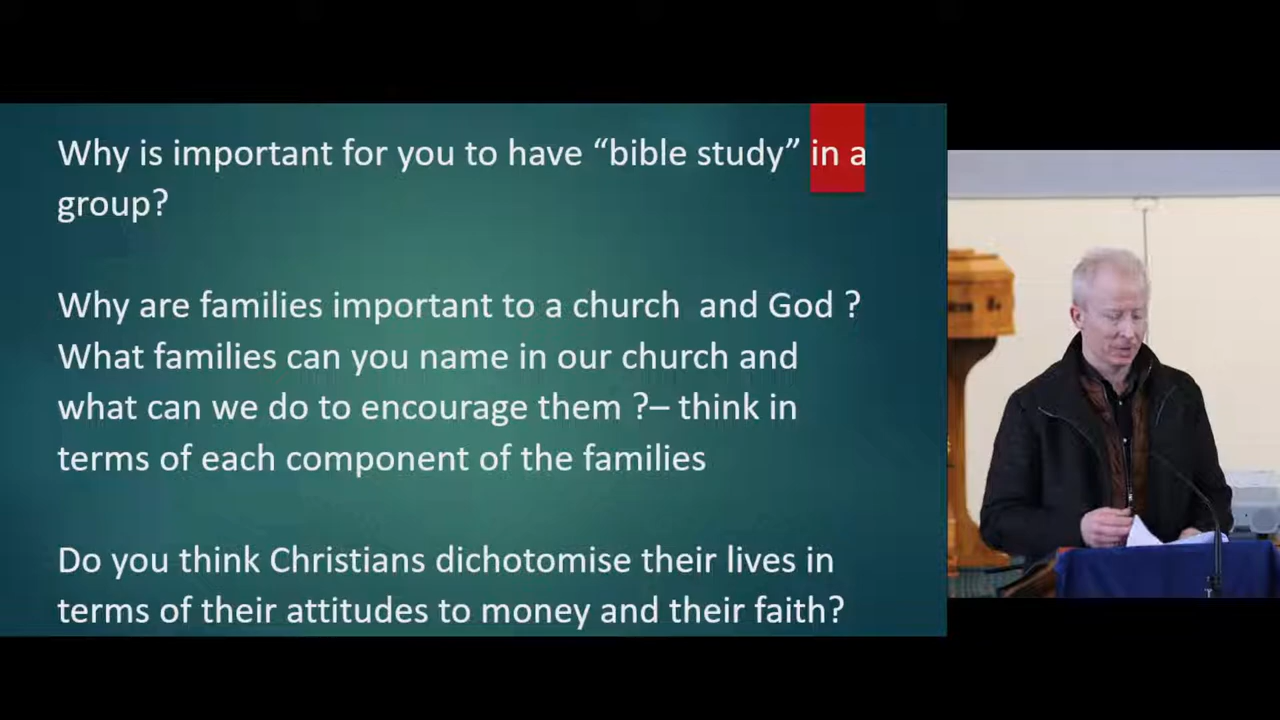 Why is important for you to have “bible study” in a
group?
Why are families important to a church  and God ?
What families can you name in our church and
what can we do to encourage them ?– think in
terms of each component of the families
Do you think Christians dichotomise their lives in
terms of their attitudes to money and their faith?